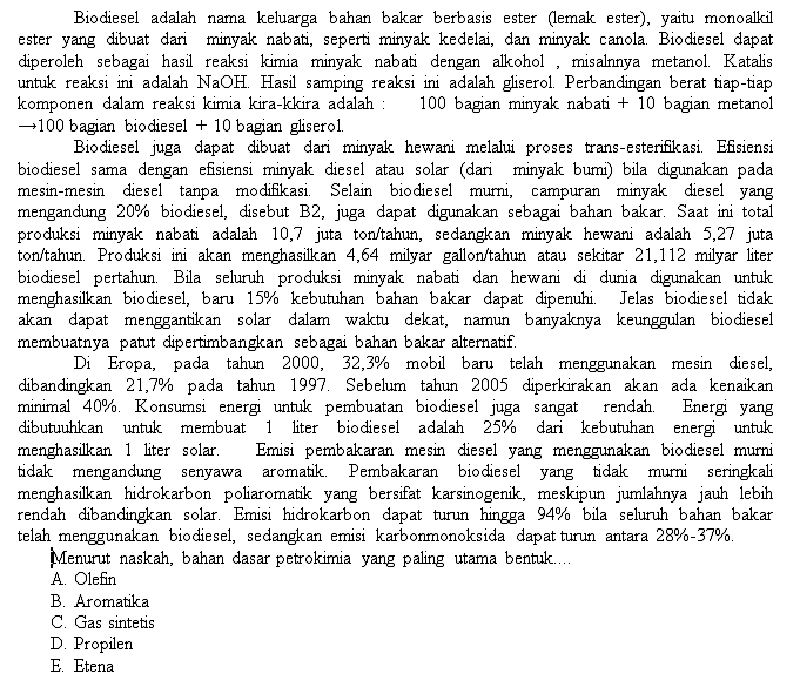 Biodiesel adalah nama keluarga bahan bakar berbasis ester (lemak ester), yaitu monoalkil
ester yang dibuat dari minyak nabati, seperti minyak kedelai, dan minyak canola. Biodiesel dapat
diperoleh sebagai hasil reaksi kimia minyak nabati dengan alkohol , misalnnya metanol. Katalis
untuk reaksi ini adalah NaOH. Hasil samping reaksi ini adalah gliserol. Perbandingan berat tiap-tiap
komponen dalam reaksi kimia kira-kkira adalah : 100 bagian minyak nabati + 10 bagian metanol
→100 bagian biodiesel + 10 bagian gliserol.
Biodiesel juga dapat dibuat dari minyak hewani melalui proses trans-esterifikasi. Efisiensi
biodiesel sama dengan efisiensi minyak diesel atau solar (dari minyak bumi) bila digunakan pada
mesin-mesin diesel tanpa modifikasi. Selain biodiesel murni, campuran minyak diesel yang
mengandung 20% biodiesel, disebut B2, juga dapat digunakan sebagai bahan bakar. Saat ini total
produksi minyak nabati adalah 10,7 juta ton/tahun, sedangkan minyak hewani adalah 5,27 juta
ton/tahun. Produksi ini akan menghasilkan 4,64 milyar gallon/tahun atau sekitar 21,112 milyar liter
biodiesel pertahun. Bila seluruh produksi minyak nabati dan hewani di dunia digunakan untuk
menghasilkan biodiesel, baru 15% kebutuhan bahan bakar dapat dipenuhi. Jelas biodiesel tidak
akan dapat menggantikan solar dalam waktu dekat, namun banyaknya keunggulan biodiesel
membuatnya patut dipertimbangkan sebagai bahan bakar alternatif.
Di Eropa, pada tahun 2000, 32,3% mobil baru telah menggunakan mesin diesel,
dibandingkan 21,7% pada tahun 1997. Sebelum tahun 2005 diperkirakan akan ada kenaikan
minimal 40%. Konsumsi energi untuk pembuatan biodiesel juga sangat rendah. Energi yang
dibutuuhkan untuk membuat 1 liter biodiesel adalah 25% dari kebutuhan energi untuk
menghasilkan 1 liter solar. Emisi pembakaran mesin diesel yang menggunakan biodiesel murni
tidak mengandung senyawa aromatik. Pembakaran biodiesel yang tidak murni seringkali
menghasilkan hidrokarbon poliaromatik yang bersifat karsinogenik, meskipun jumlahnya jauh lebih
rendah dibandingkan solar. Emisi hidrokarbon dapat turun hingga 94% bila seluruh bahan bakar
telah menggunakan biodiesel, sedangkan emisi karbonmonoksida dapat turun antara 28%-37%.
Menurut naskah, bahan dasar petrokimia yang paling utama bentuk....
A. Olefin
B. Aromatika
C. Gas sintetis
D. Propilen
E. Etena